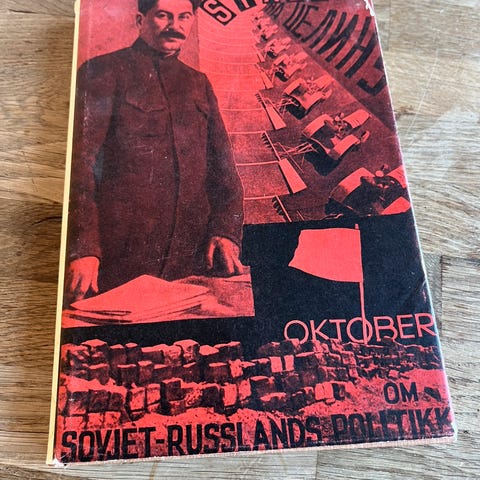 OKTOBER
OM
SOVJET-RUSSLANDS POLITIKK